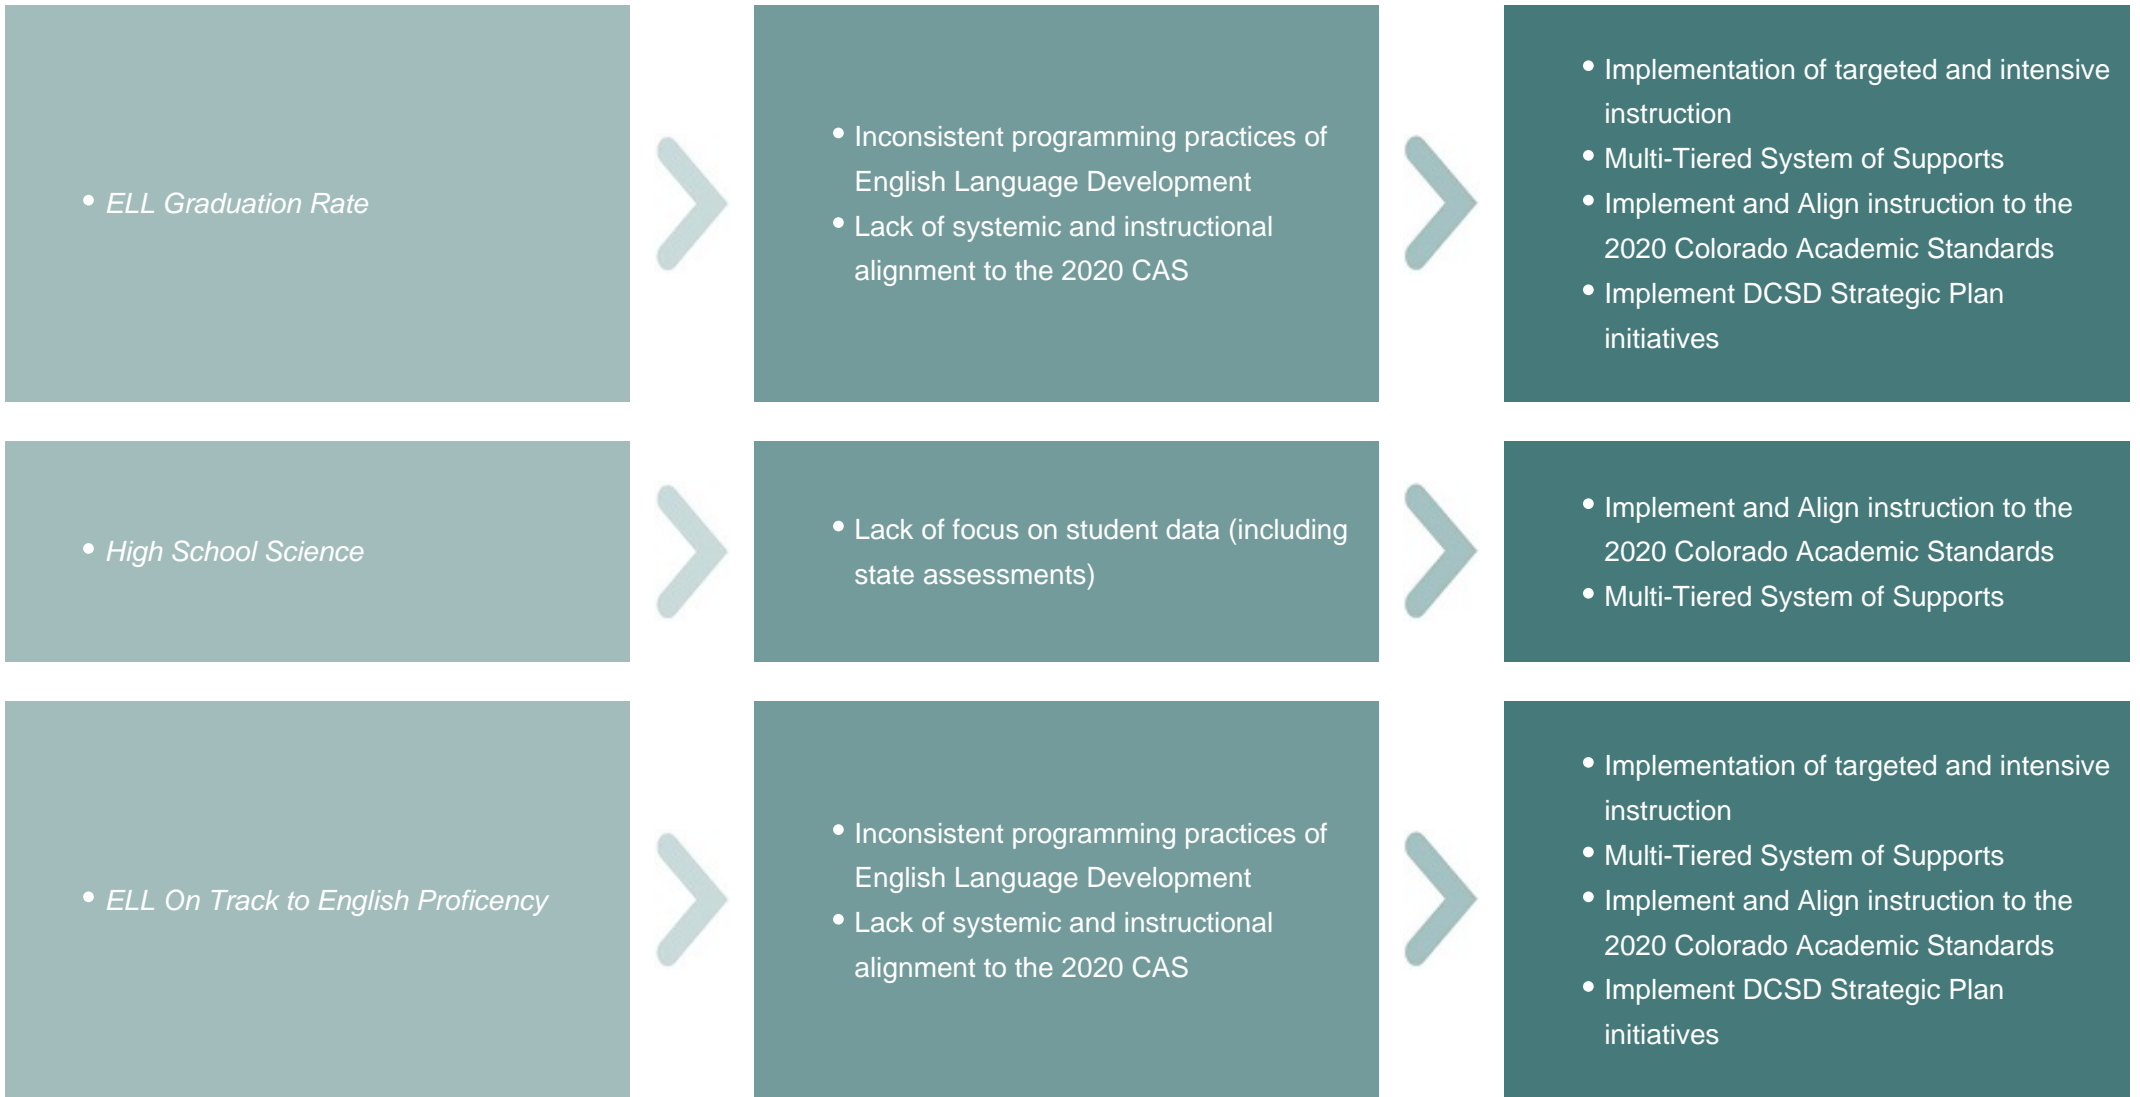 • ELL Graduation Rate
• Inconsistent programming practices of
English Language Development
• Lack of systemic and instructional
alignment to the 2020 CAS
• Implementation of targeted and intensive
instruction
• Multi-Tiered System of Supports
• Implement and Align instruction to the
2020 Colorado Academic Standards
• Implement DCSD Strategic Plan
initiatives
• High School Science
• Lack of focus on student data (including
state assessments)
• Implement and Align instruction to the
2020 Colorado Academic Standards
• Multi-Tiered System of Supports
• ELL On Track to English Proficency
• Inconsistent programming practices of
English Language Development
• Lack of systemic and instructional
alignment to the 2020 CAS
• Implementation of targeted and intensive
instruction
• Multi-Tiered System of Supports
• Implement and Align instruction to the
2020 Colorado Academic Standards
• Implement DCSD Strategic Plan
initiatives